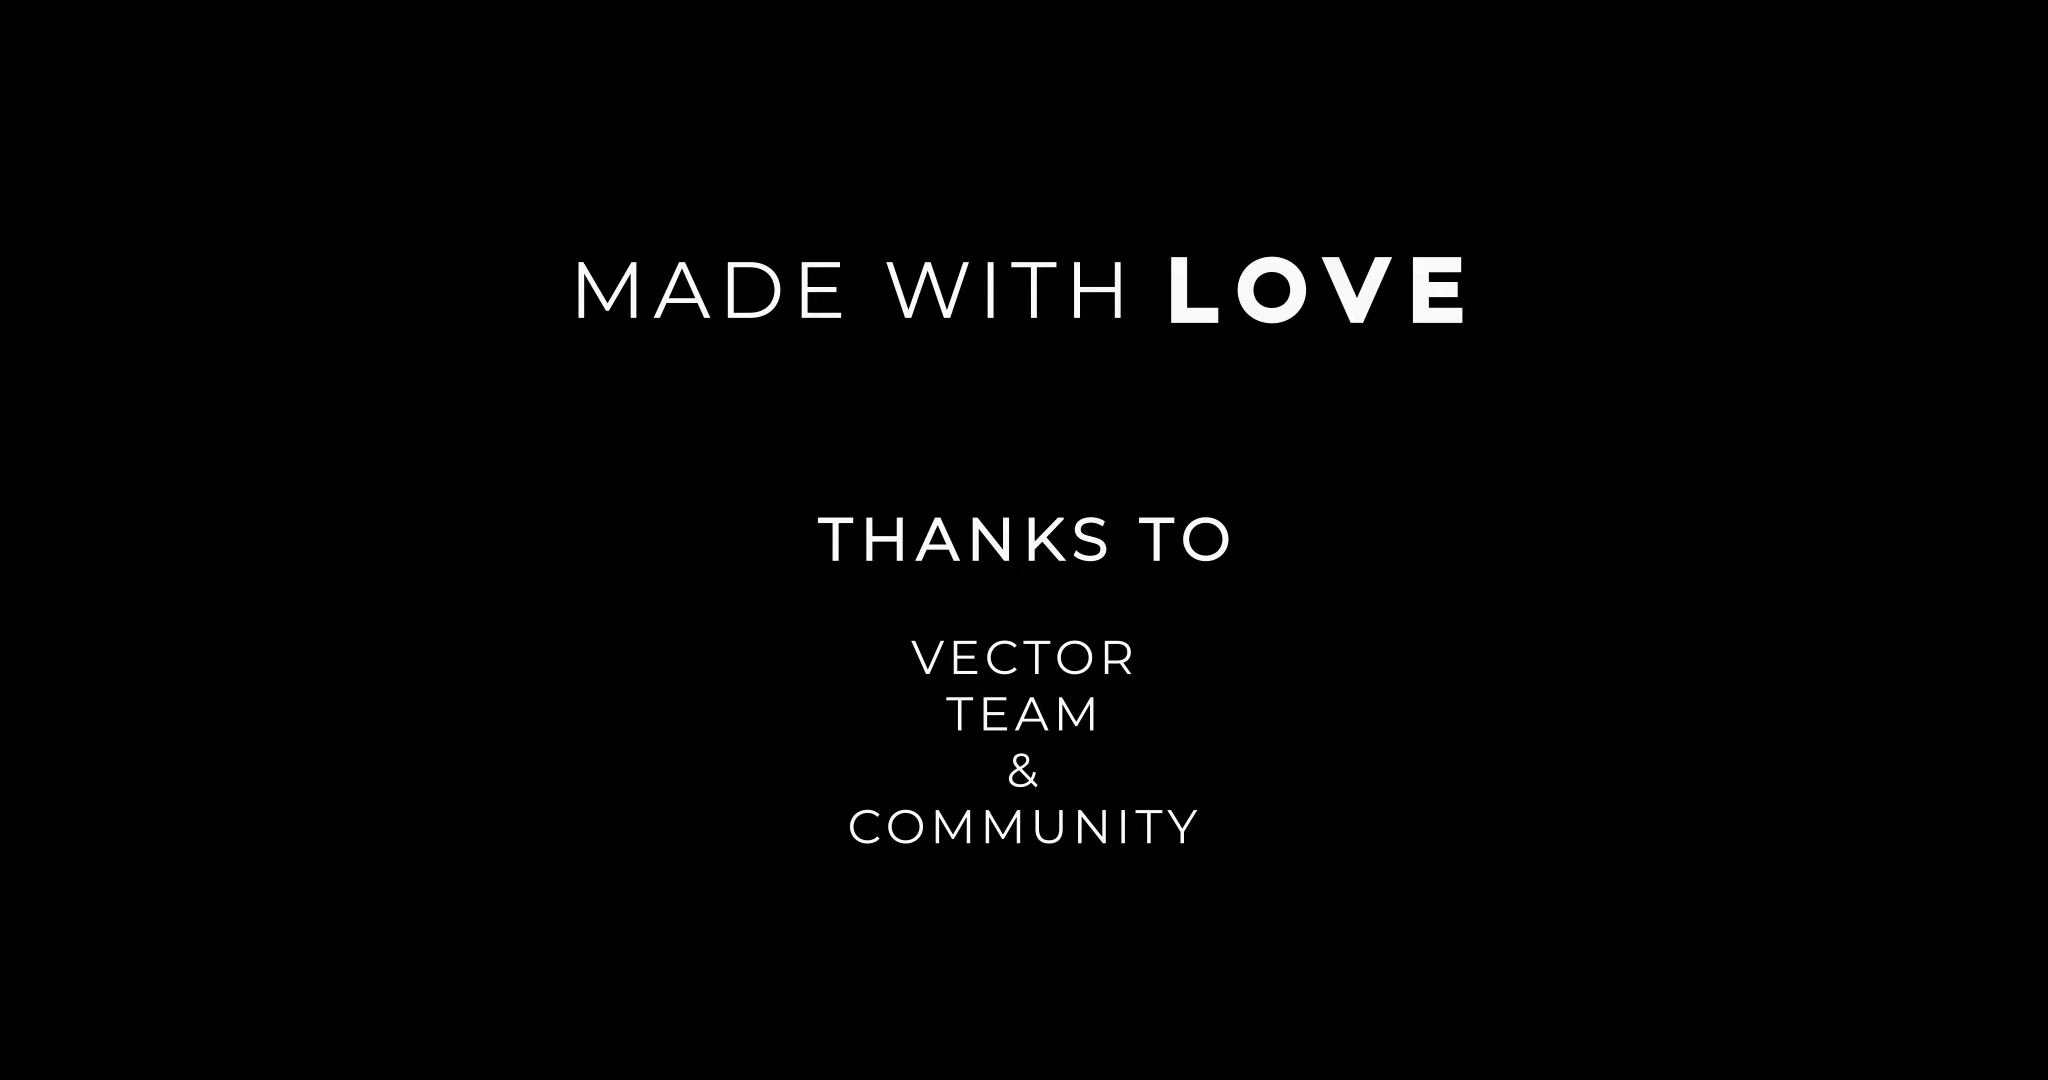 MADE WITH LOVE
THANKS TO
VECTOR
TEAM
&
COMMUNITY